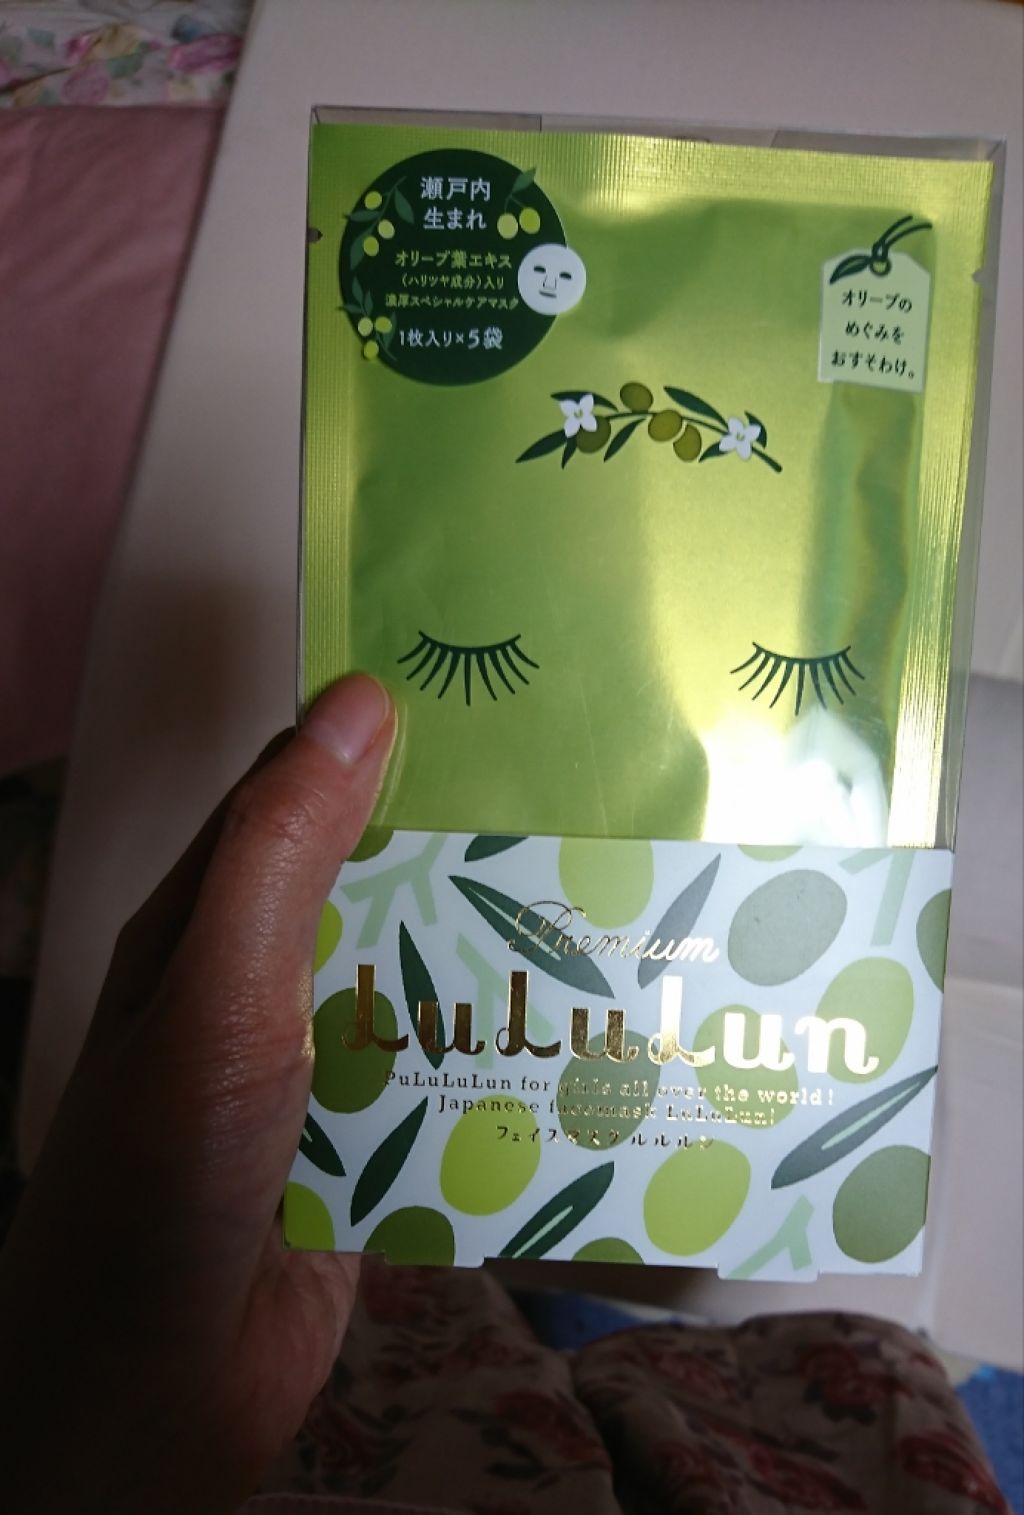 瀬戸内
生まれ
オリーブ葉エキス
(ハリツヤ成分)入り
濃厚スペシャルケアマスク
1枚入り×5袋
オリーブの
めぐみを
おすそわけ。
Premium
LuLuLun
PuLuLuLun for girls all over the world!
Japanese facemask LuLuLun!
フェイスマスク ルルルン